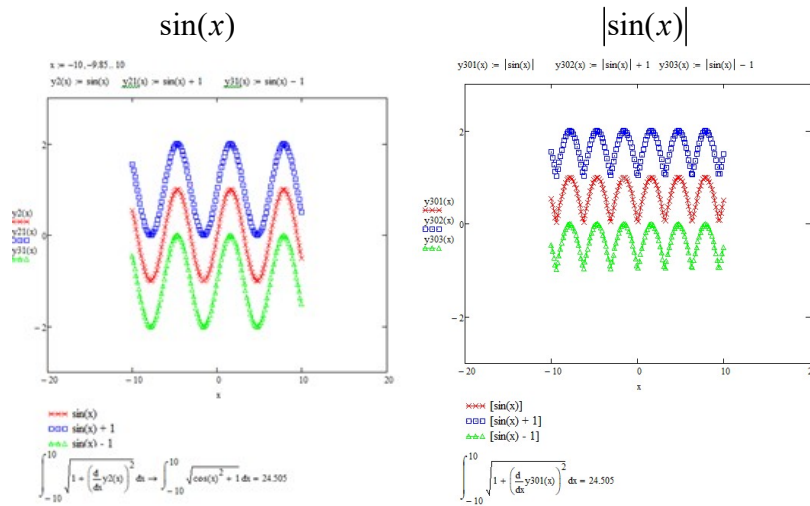 sin(x)
x := -10, -9.85 .. 10
y2(x) := sin(x) y21(x) := sin(x) + 1 y31(x) := sin(x) - 1
2
0
-2
y2(x)
y21(x)
y31(x)
-20 -10 0 10 20
x
sin(x)
sin(x) + 1
sin(x) - 1
∫_{-10}^{10} √(1 + (d/dx y2(x))²) dx → ∫_{-10}^{10} √(cos(x)² + 1) dx = 24.505
|sin(x)|
y301(x) := |sin(x)| y302(x) := |sin(x)| + 1 y303(x) := |sin(x)| - 1
2
0
-2
y301(x)
y302(x)
y303(x)
-20 -10 0 10 20
x
[sin(x)]
[sin(x) + 1]
[sin(x) - 1]
∫_{-10}^{10} √(1 + (d/dx y301(x))²) dx = 24.505